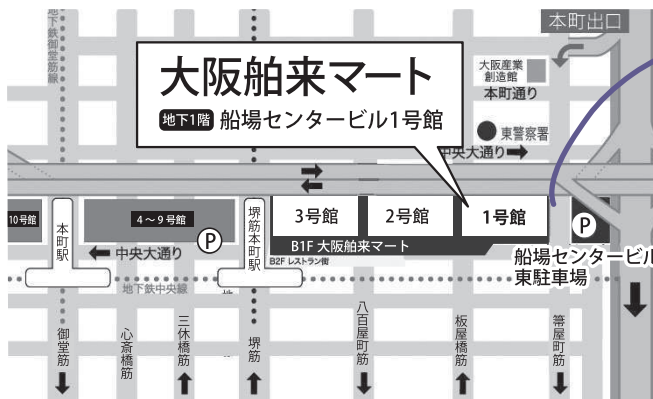 本町出口
地下鉄御堂筋線
大阪舶来マート
地下1階 船場センタービル1号館
大阪産業
創造館
本町通り
東警察署
中央大通り
10号館
本町駅
4〜9号館
P
堺筋本町駅
3号館
2号館
1号館
P
B1F 大阪舶来マート
B2F レストラン街
中央大通り
船場センタービル
東駐車場
地下鉄中央線
御堂筋
心斎橋筋
三休橋筋
堺筋
八百屋町筋
板屋橋筋
箒屋町筋